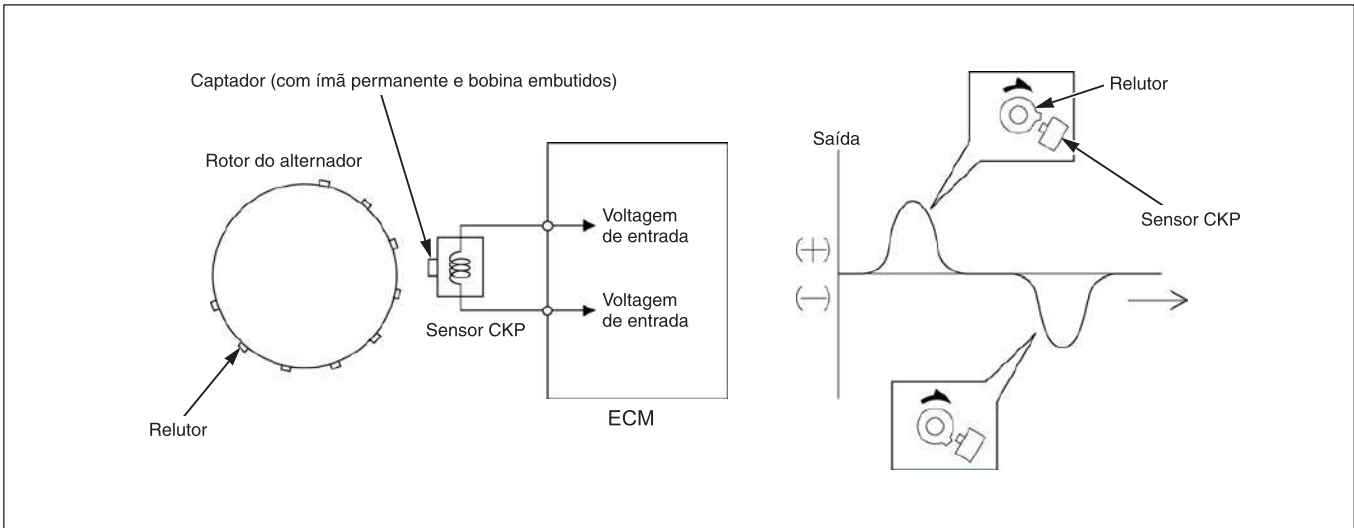 Captador (com ímã permanente e bobina embutidos)
Rotor do alternador
Relutor
Sensor CKP
Voltagem
de entrada
Voltagem
de entrada
ECM
Saída
(+)
(—)
Relutor
Sensor CKP